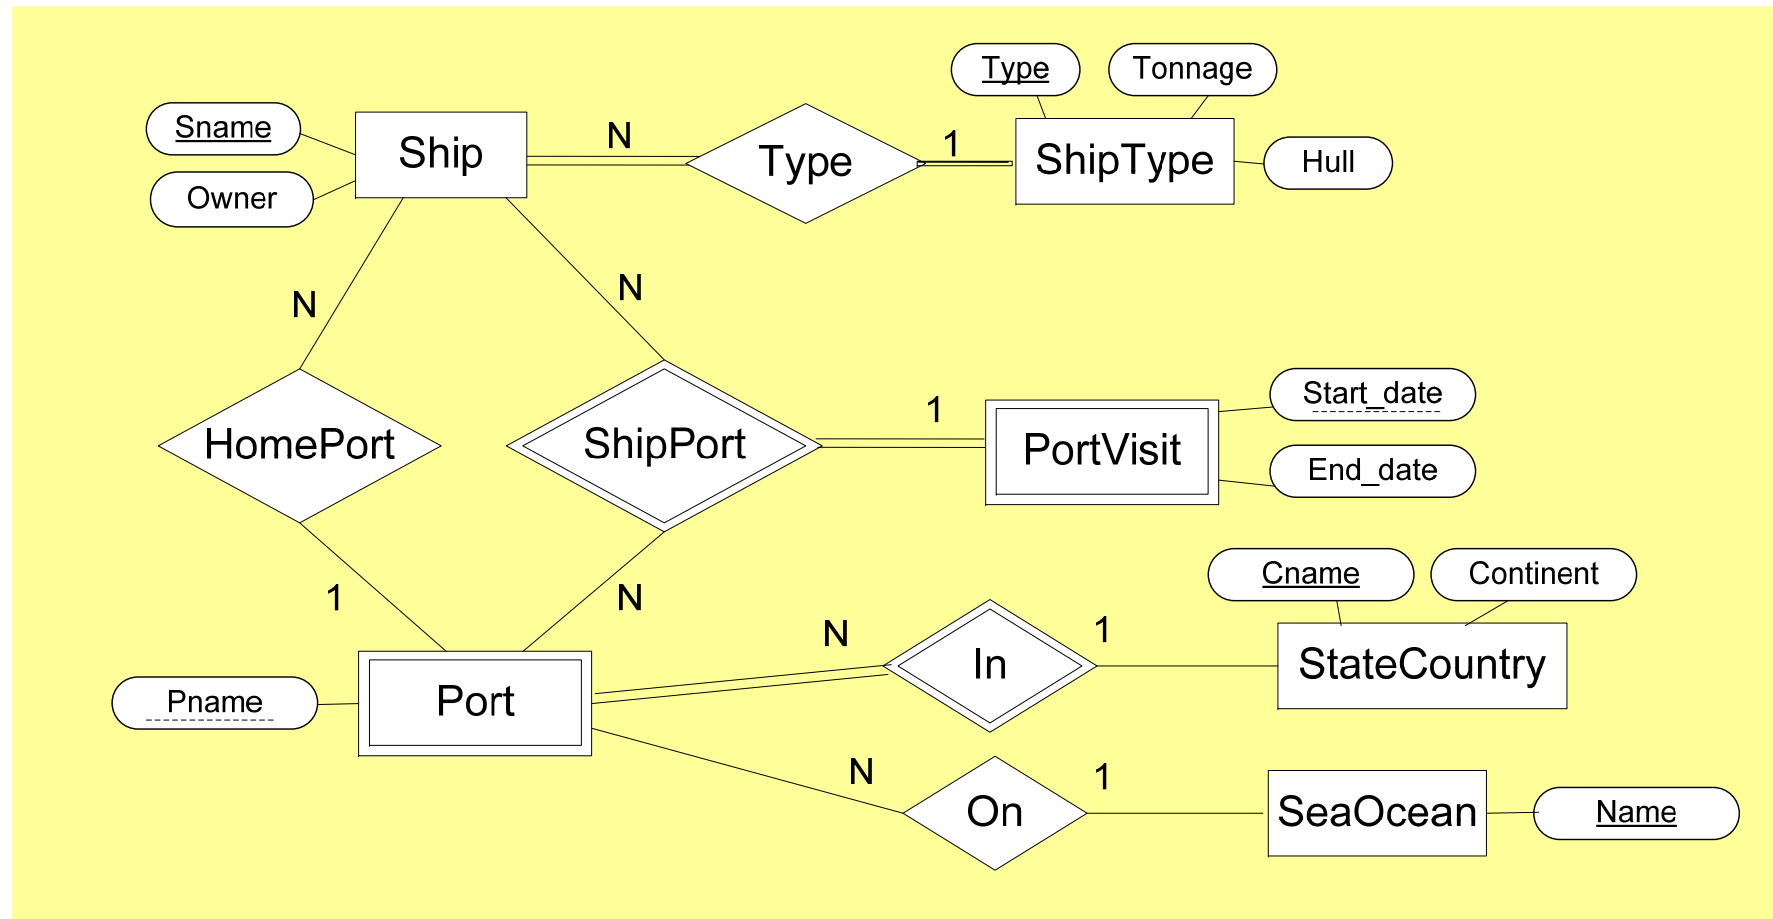 Type
Tonnage
Sname
Ship
N
Type
1
ShipType
Hull
Owner
N
N
HomePort
ShipPort
1
PortVisit
Start_date
End_date
1
N
Cname
Continent
N
In
1
StateCountry
Pname
Port
N
On
1
SeaOcean
Name